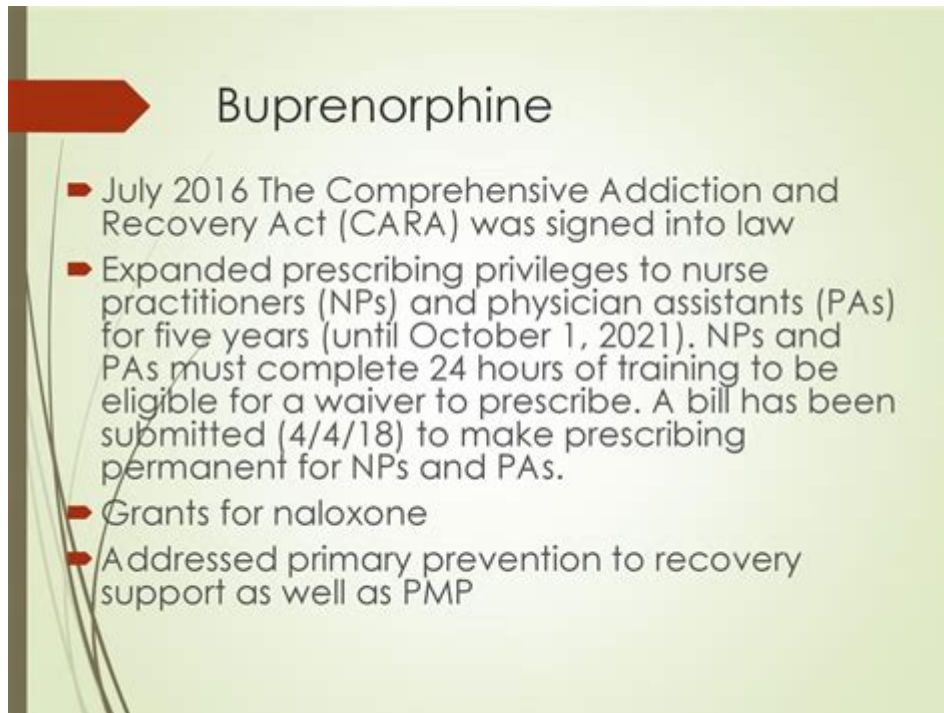 Buprenorphine
July 2016 The Comprehensive Addiction and
Recovery Act (CARA) was signed into law
Expanded prescribing privileges to nurse
practitioners (NPs) and physician assistants (PAs)
for five years (until October 1, 2021). NPs and
PAs must complete 24 hours of training to be
eligible for a waiver to prescribe. A bill has been
submitted (4/4/18) to make prescribing
permanent for NPs and PAs.
Grants for naloxone
Addressed primary prevention to recovery
support as well as PMP